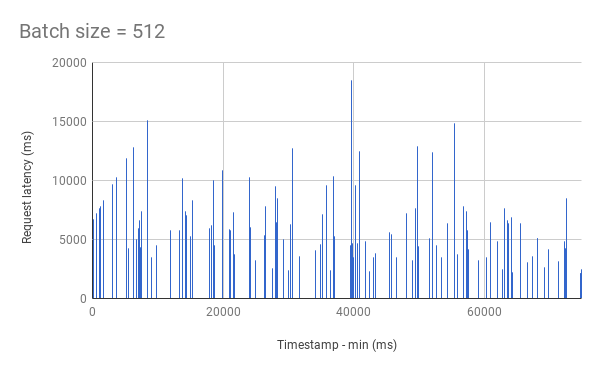 Batch size = 512
20000
15000
10000
5000
0
Request latency (ms)
0 20000 40000 60000
Timestamp - min (ms)